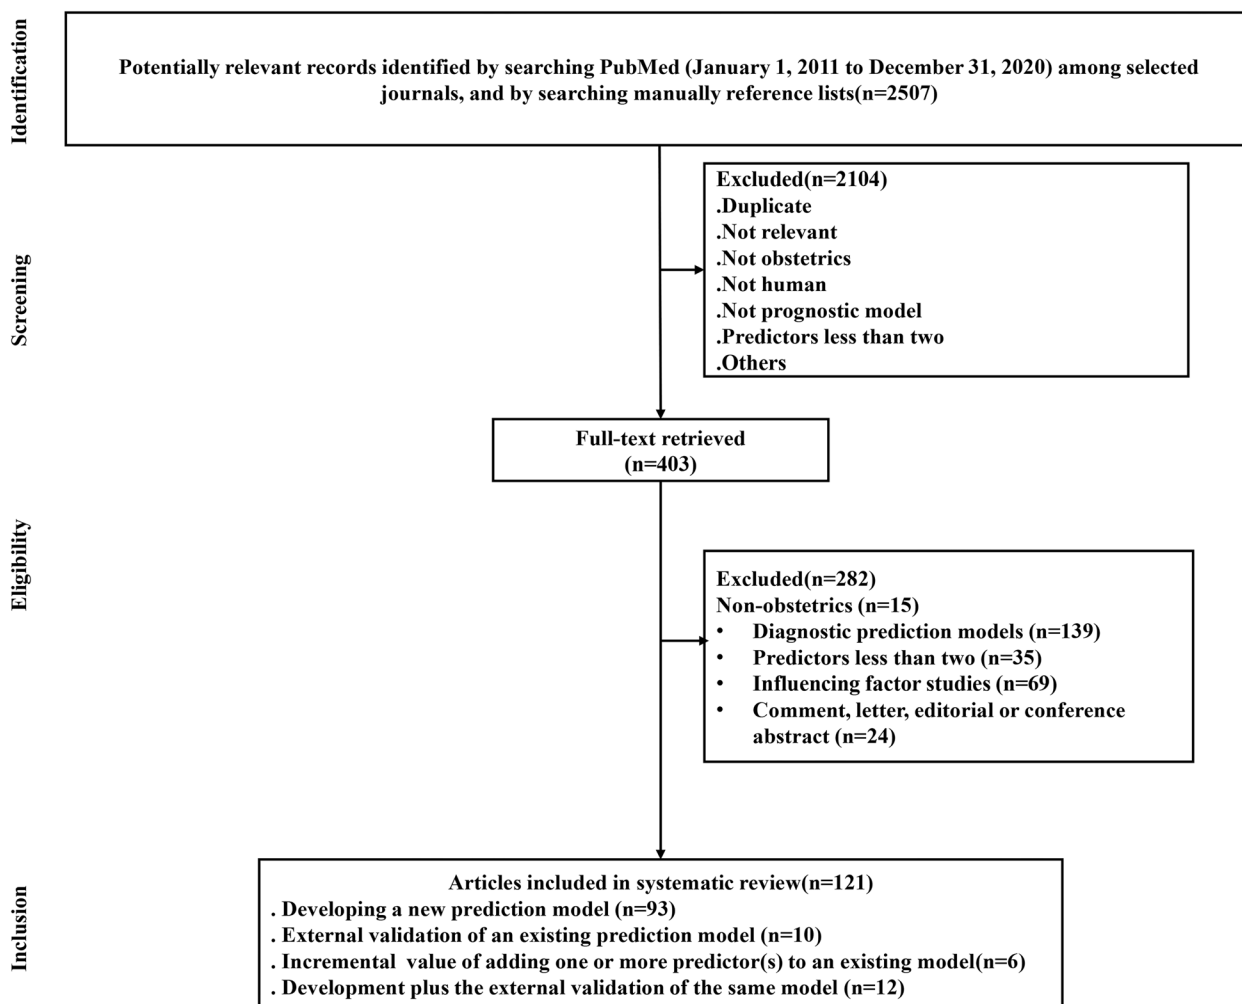 Identification
Potentially relevant records identified by searching PubMed (January 1, 2011 to December 31, 2020) among selected
journals, and by searching manually reference lists(n=2507)
Screening
Excluded(n=2104)
.Duplicate
.Not relevant
.Not obstetrics
.Not human
.Not prognostic model
.Predictors less than two
.Others
Full-text retrieved
(n=403)
Eligibility
Excluded(n=282)
Non-obstetrics (n=15)
• Diagnostic prediction models (n=139)
• Predictors less than two (n=35)
• Influencing factor studies (n=69)
• Comment, letter, editorial or conference
abstract (n=24)
Inclusion
Articles included in systematic review(n=121)
. Developing a new prediction model (n=93)
. External validation of an existing prediction model (n=10)
. Incremental value of adding one or more predictor(s) to an existing model(n=6)
. Development plus the external validation of the same model (n=12)